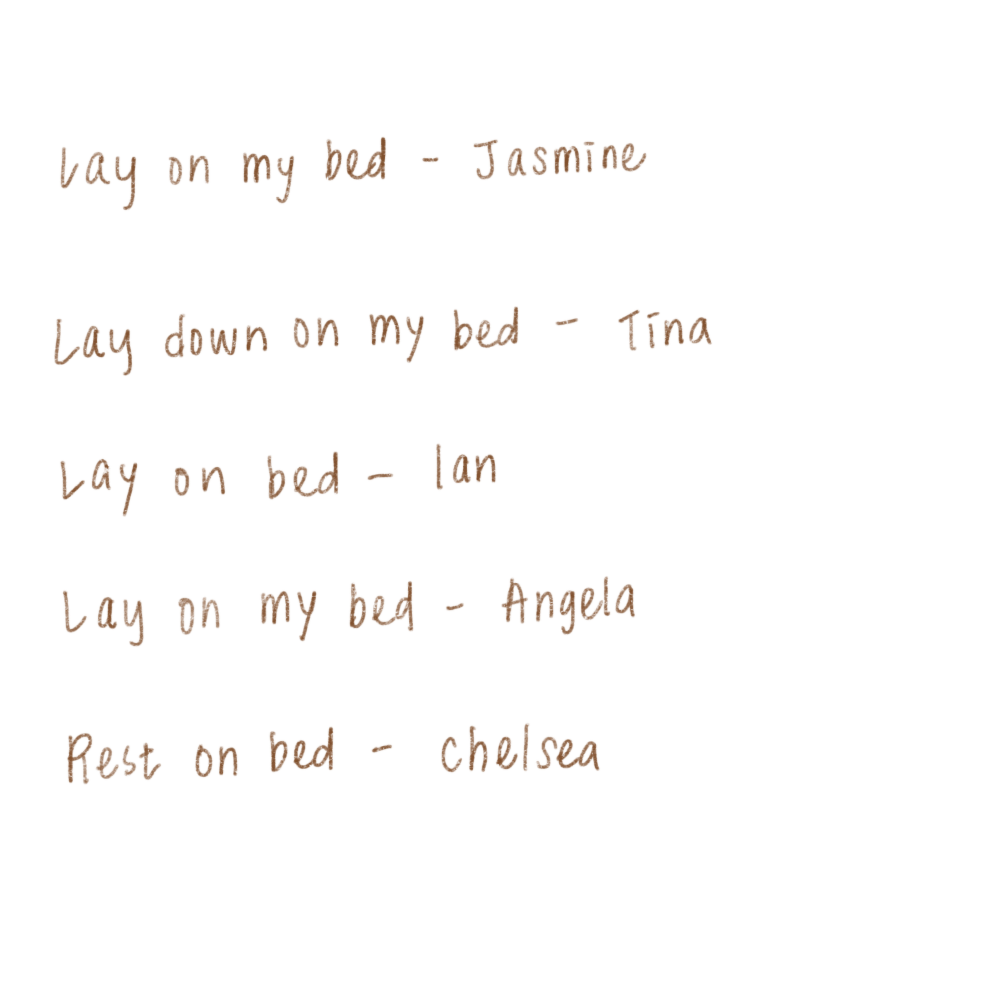 Lay on my bed - Jasmine
Lay down on my bed - Tina
Lay on bed - Ian
Lay on my bed - Angela
Rest on bed - Chelsea